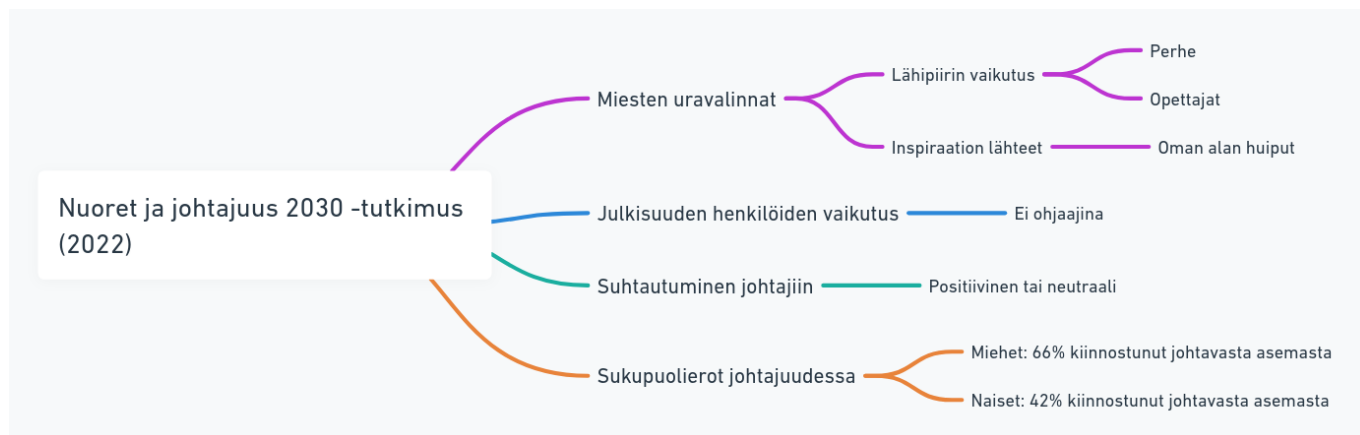 Nuoret ja johtajuus 2030 -tutkimus
(2022)
Miesten uravalinnat
Lähipiirin vaikutus
Perhe
Opettajat
Inspiraation lähteet
Oman alan huiput
Julkisuuden henkilöiden vaikutus
Ei ohjaajina
Suhtautuminen johtajiin
Positiivinen tai neutraali
Sukupuolierot johtajuudessa
Miehet: 66% kiinnostunut johtavasta asemasta
Naiset: 42% kiinnostunut johtavasta asemasta